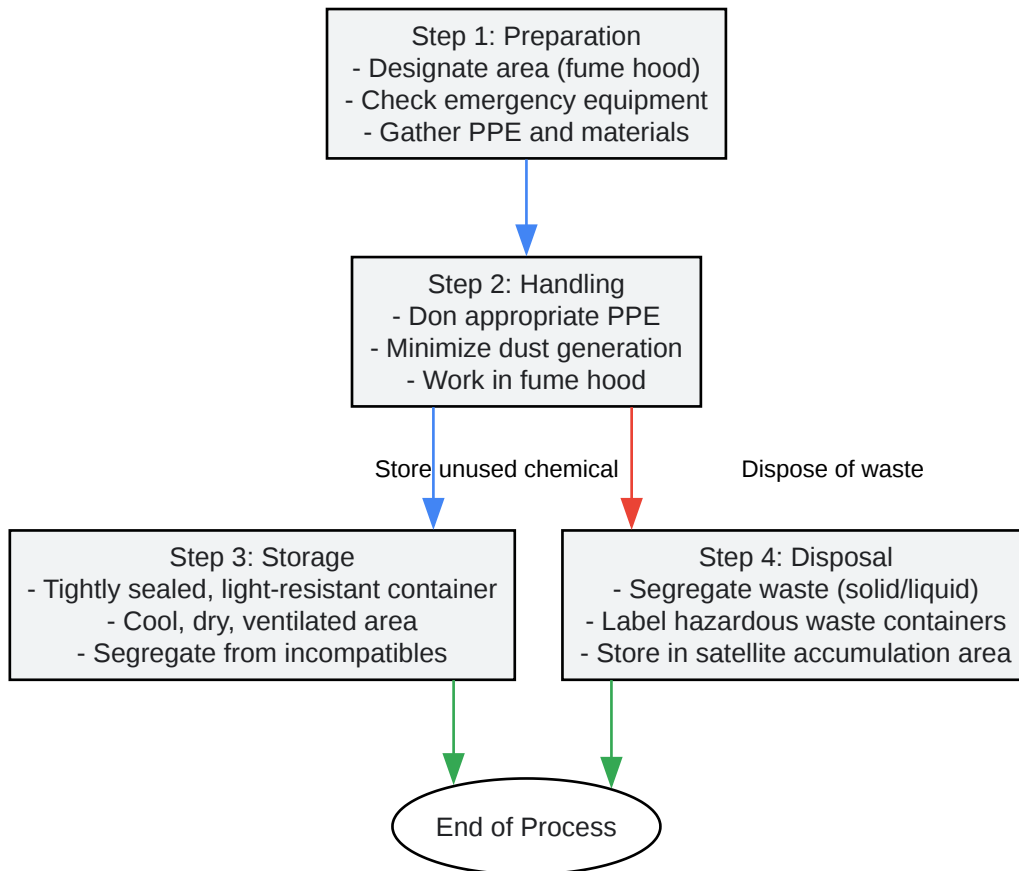 Step 1: Preparation
- Designate area (fume hood)
- Check emergency equipment
- Gather PPE and materials
Step 2: Handling
- Don appropriate PPE
- Minimize dust generation
- Work in fume hood
Store unused chemical
Dispose of waste
Step 3: Storage
- Tightly sealed, light-resistant container
- Cool, dry, ventilated area
- Segregate from incompatibles
Step 4: Disposal
- Segregate waste (solid/liquid)
- Label hazardous waste containers
- Store in satellite accumulation area
End of Process